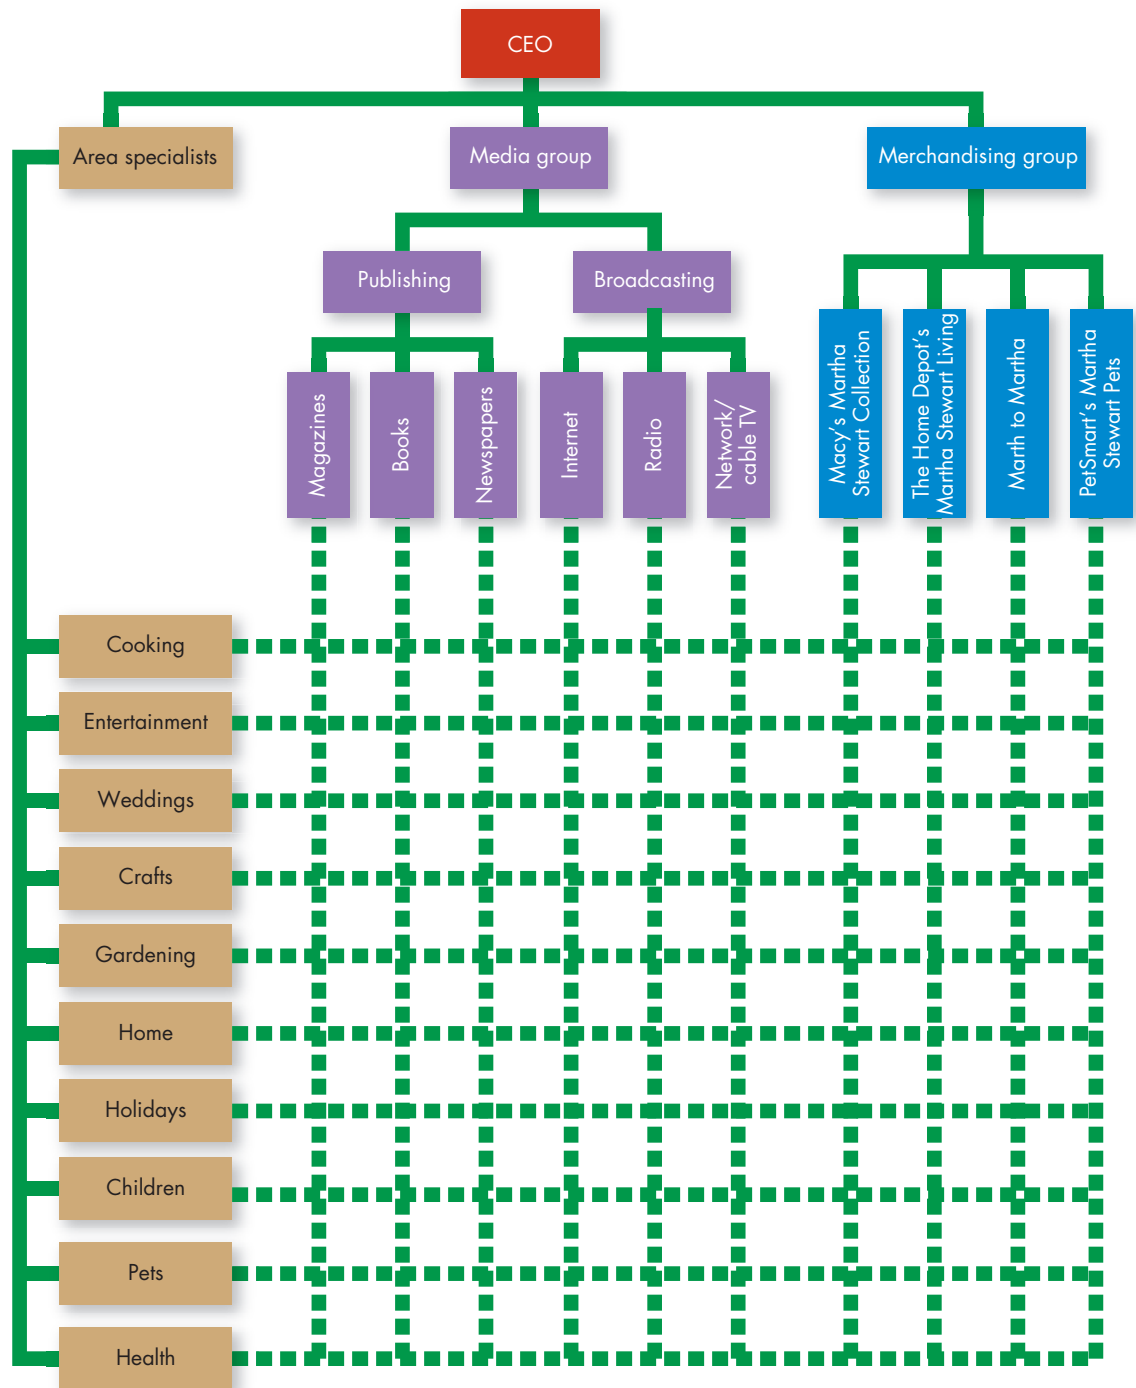 CEO
Area specialists
Media group
Merchandising group
Publishing
Broadcasting
Magazines
Books
Newspapers
Internet
Radio
Network/
cable TV
Macy's Martha
Stewart Collection
The Home Depot's
Martha Stewart Living
Marth to Martha
PetSmart's Martha
Stewart Pets
Cooking
Entertainment
Weddings
Crafts
Gardening
Home
Holidays
Children
Pets
Health